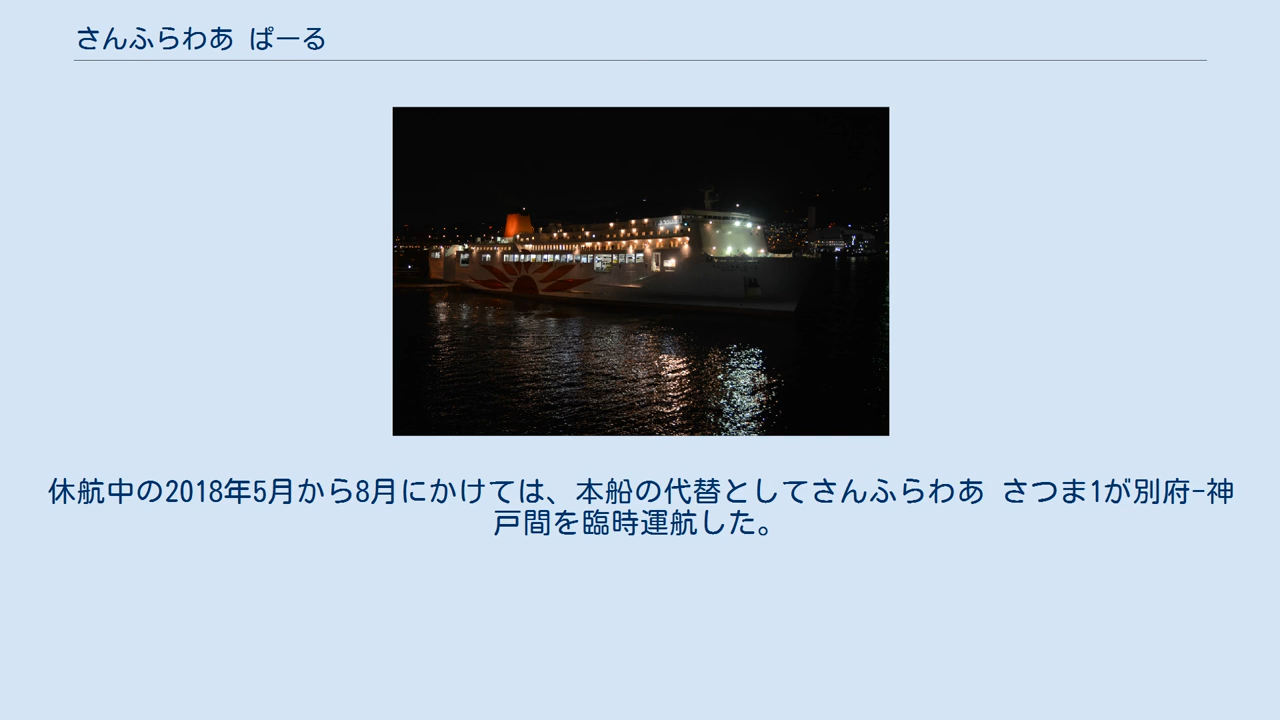 さんふらわあ ぱーる
休航中の2018年5月から8月にかけては、本船の代替としてさんふらわあ さつま1が別府-神
戸間を臨時運航した。